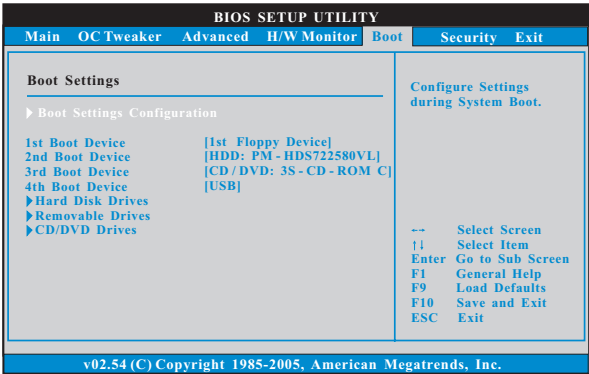 BIOS SETUP UTILITY
Main OC Tweaker Advanced H/W Monitor Boot Security Exit
Boot Settings
Boot Settings Configuration
1st Boot Device [1st Floppy Device]
2nd Boot Device [HDD: PM - HDS722580VL]
3rd Boot Device [CD / DVD: 3S - CD - ROM C]
4th Boot Device [USB]
Hard Disk Drives
Removable Drives
CD/DVD Drives
Configure Settings
during System Boot.
←→ Select Screen
↑↓ Select Item
Enter Go to Sub Screen
F1 General Help
F9 Load Defaults
F10 Save and Exit
ESC Exit
v02.54 (C) Copyright 1985-2005, American Megatrends, Inc.